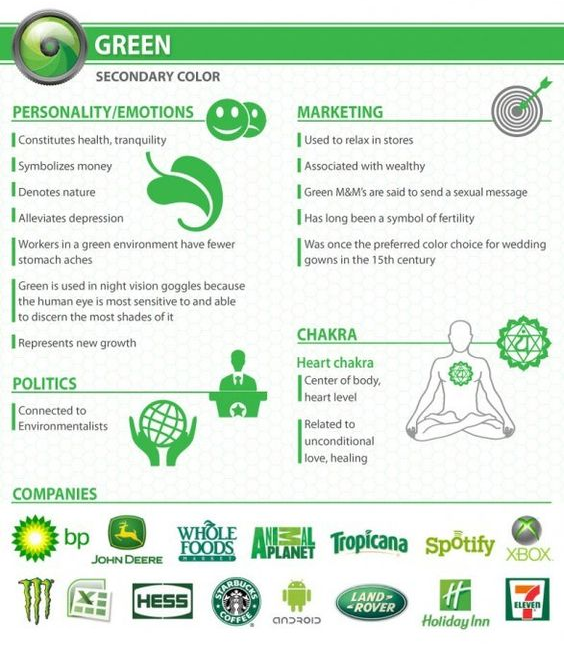 GREEN
SECONDARY COLOR
PERSONALITY/EMOTIONS
Constitutes health, tranquility
Symbolizes money
Denotes nature
Alleviates depression
Workers in a green environment have fewer
stomach aches
Green is used in night vision goggles because
the human eye is most sensitive to and able
to discern the most shades of it
Represents new growth
POLITICS
Connected to
Environmentalists
MARKETING
Used to relax in stores
Associated with wealthy
Green M&M's are said to send a sexual message
Has long been a symbol of fertility
Was once the preferred color choice for wedding
gowns in the 15th century
CHAKRA
Heart chakra
Center of body,
heart level
Related to
unconditional
love, healing
COMPANIES
bp
JOHN DEERE
WHOLE
FOODS
MARKET
ANIMAL
PLANET
Tropicana
Spotify
XBOX
HESS
STARBUCKS
COFFEE
ANDROID
LAND-
ROVER
H
Holiday Inn
7
ELEVEN